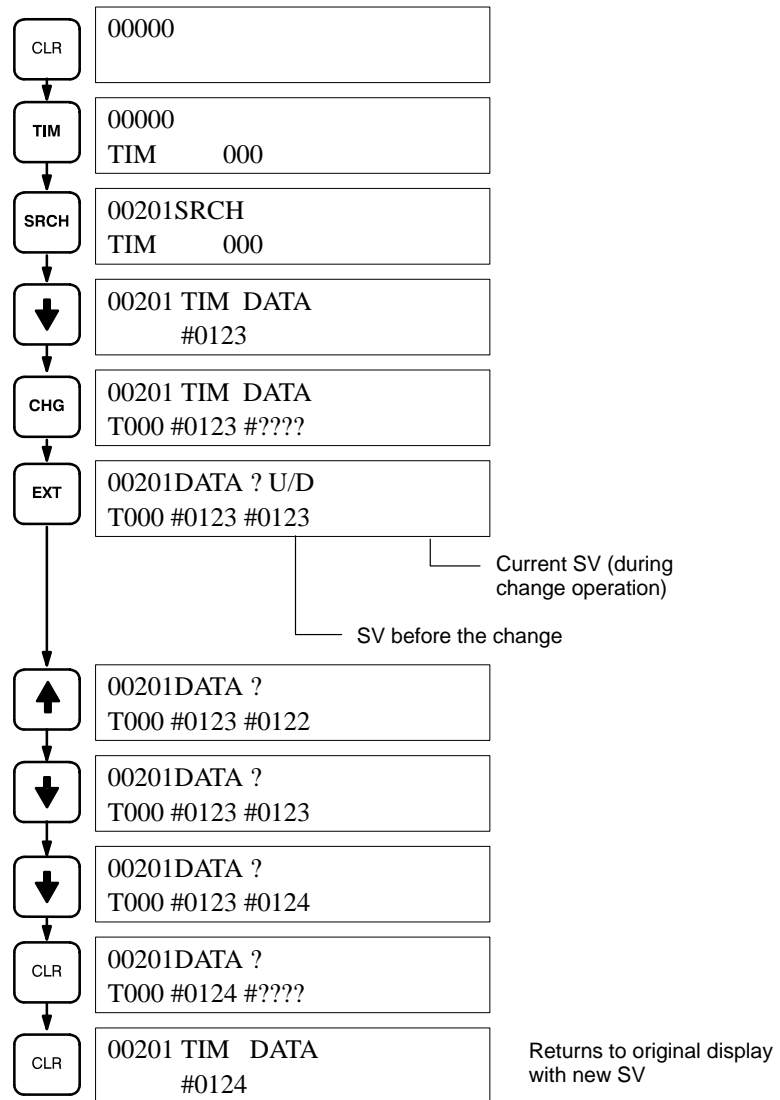 CLR
00000
TIM
00000
TIM 000
SRCH
00201SRCH
TIM 000
00201 TIM DATA
#0123
CHG
00201 TIM DATA
T000 #0123 #????
EXT
00201DATA ? U/D
T000 #0123 #0123
Current SV (during
change operation)
SV before the change
00201DATA ?
T000 #0123 #0122
00201DATA ?
T000 #0123 #0123
00201DATA ?
T000 #0123 #0124
CLR
00201DATA ?
T000 #0124 #????
CLR
00201 TIM DATA
#0124
Returns to original display
with new SV